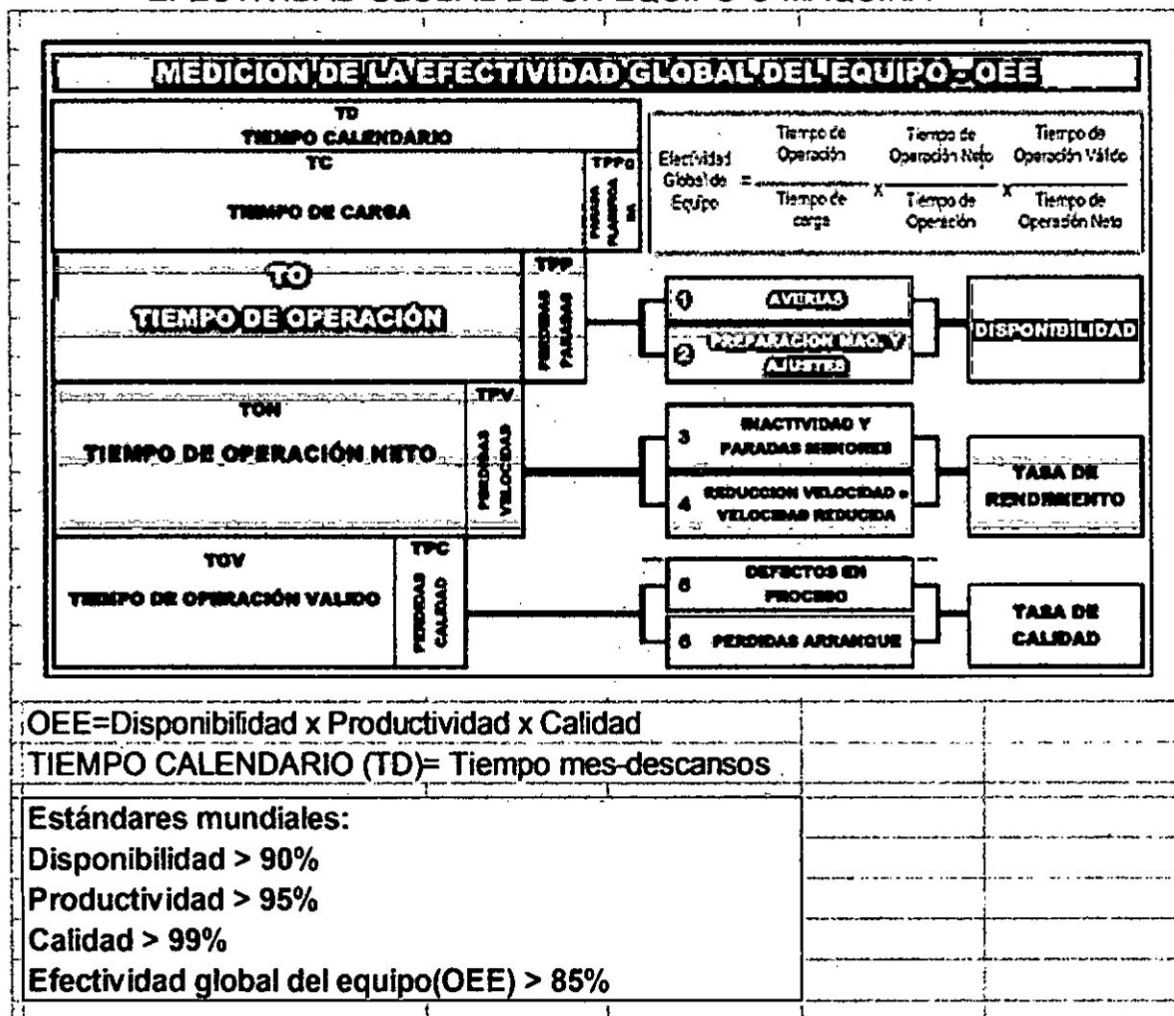 MEDICION DE LA EFECTIVIDAD GLOBAL DEL EQUIPO - OEE
TD
TIEMPO CALENDARIO
TC
TIEMPO DE CARGA
TPPa
PARADA
PLANIFICA
DA
Efectividad
Global de
Equipo
=
Tiempo de
Operación
Tiempo de
carga
x
Tiempo de
Operación Neto
Tiempo de
Operación
x
Tiempo de
Operación Válido
Tiempo de
Operación Neto
TO
TIEMPO DE OPERACIÓN
TPP
PERDIDAS
PARADAS
1 AVERIAS
2 PREPARACION MAQ. Y
AJUSTES
DISPONIBILIDAD
TON
TIEMPO DE OPERACIÓN NETO
TPV
PERDIDAS
VELOCIDAD
3 INACTIVIDAD Y
PARADAS MENORES
4 REDUCCION VELOCIDAD o
VELOCIDAD REDUCIDA
TASA DE
RENDIMIENTO
TOV
TIEMPO DE OPERACIÓN VALIDO
TPC
PERDIDAS
CALIDAD
5 DEFECTOS EN
PROCESO
6 PERDIDAS ARRANQUE
TASA DE
CALIDAD
OEE=Disponibilidad x Productividad x Calidad
TIEMPO CALENDARIO (TD)= Tiempo mes-descansos
Estándares mundiales:
Disponibilidad > 90%
Productividad > 95%
Calidad > 99%
Efectividad global del equipo(OEE) > 85%